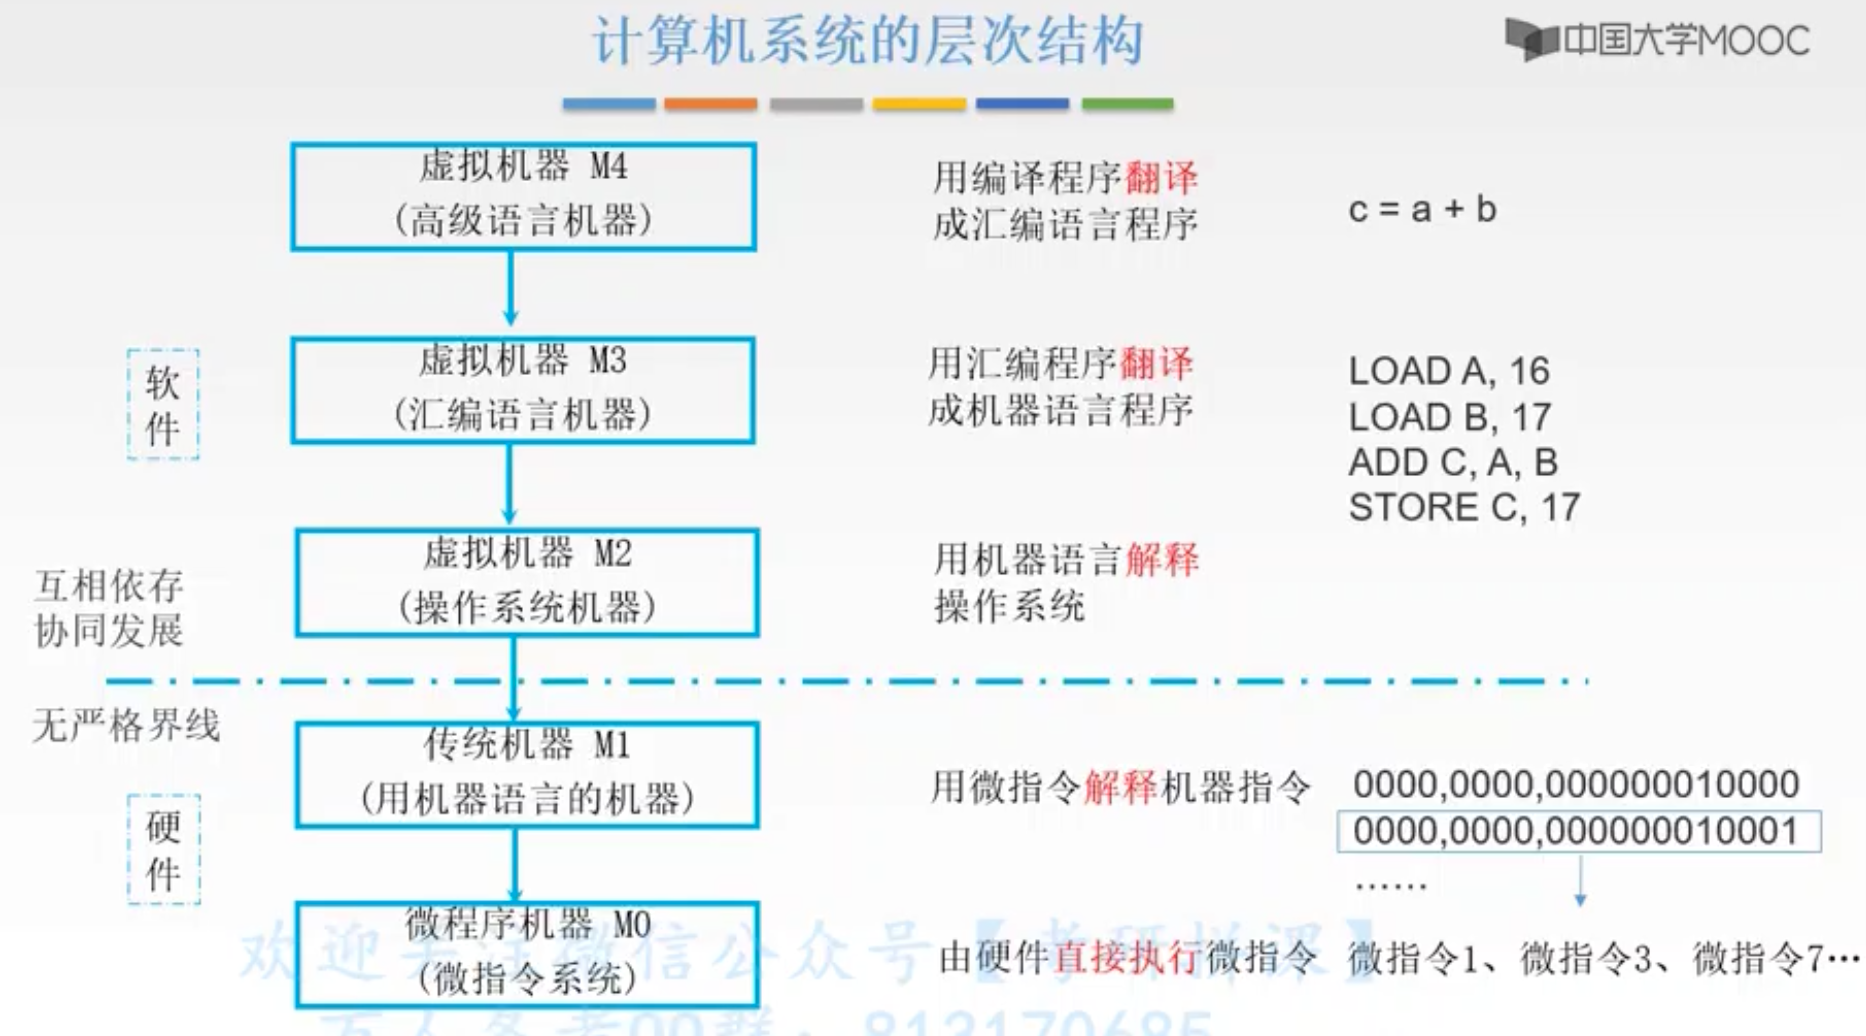 计算机系统的层次结构
中国大学MOOC
虚拟机器 M4
(高级语言机器)
用编译程序翻译
成汇编语言程序
c = a + b
软
件
虚拟机器 M3
(汇编语言机器)
用汇编程序翻译
成机器语言程序
LOAD A, 16
LOAD B, 17
ADD C, A, B
STORE C, 17
互相依存
协同发展
虚拟机器 M2
(操作系统机器)
用机器语言解释
操作系统
无严格界线
硬
件
传统机器 M1
(用机器语言的机器)
用微指令解释机器指令
0000,0000,000000010000
0000,0000,000000010001
......
微程序机器 M0
(微指令系统)
由硬件直接执行微指令
微指令1、微指令3、微指令7…
欢迎关注微信公众号【考研拼课】